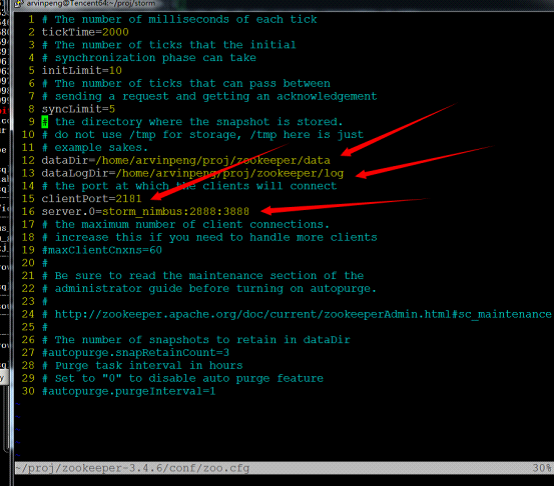 arvinpeng@Tencent64:~/proj/storm
1 # The number of milliseconds of each tick
2 tickTime=2000
3 # The number of ticks that the initial
4 # synchronization phase can take
5 initLimit=10
6 # The number of ticks that can pass between
7 # sending a request and getting an acknowledgement
8 syncLimit=5
9 # the directory where the snapshot is stored.
10 # do not use /tmp for storage, /tmp here is just
11 # example sakes.
12 dataDir=/home/arvinpeng/proj/zookeeper/data
13 dataLogDir=/home/arvinpeng/proj/zookeeper/log
14 # the port at which the clients will connect
15 clientPort=2181
16 server.0=storm_nimbus:2888:3888
17 # the maximum number of client connections.
18 # increase this if you need to handle more clients
19 #maxClientCnxns=60
20 #
21 # Be sure to read the maintenance section of the
22 # administrator guide before turning on autopurge.
23 #
24 # http://zookeeper.apache.org/doc/current/zookeeperAdmin.html#sc_maintenance
25 #
26 # The number of snapshots to retain in dataDir
27 #autopurge.snapRetainCount=3
28 # Purge task interval in hours
29 # Set to "0" to disable auto purge feature
30 #autopurge.purgeInterval=1
~/proj/zookeeper-3.4.6/conf/zoo.cfg 30%